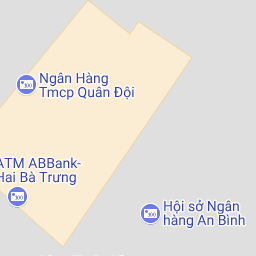 Ngân Hàng
Tmcp Quân Đội
ATM ABBank-
Hai Bà Trưng
Hội sở Ngân
hàng An Bình